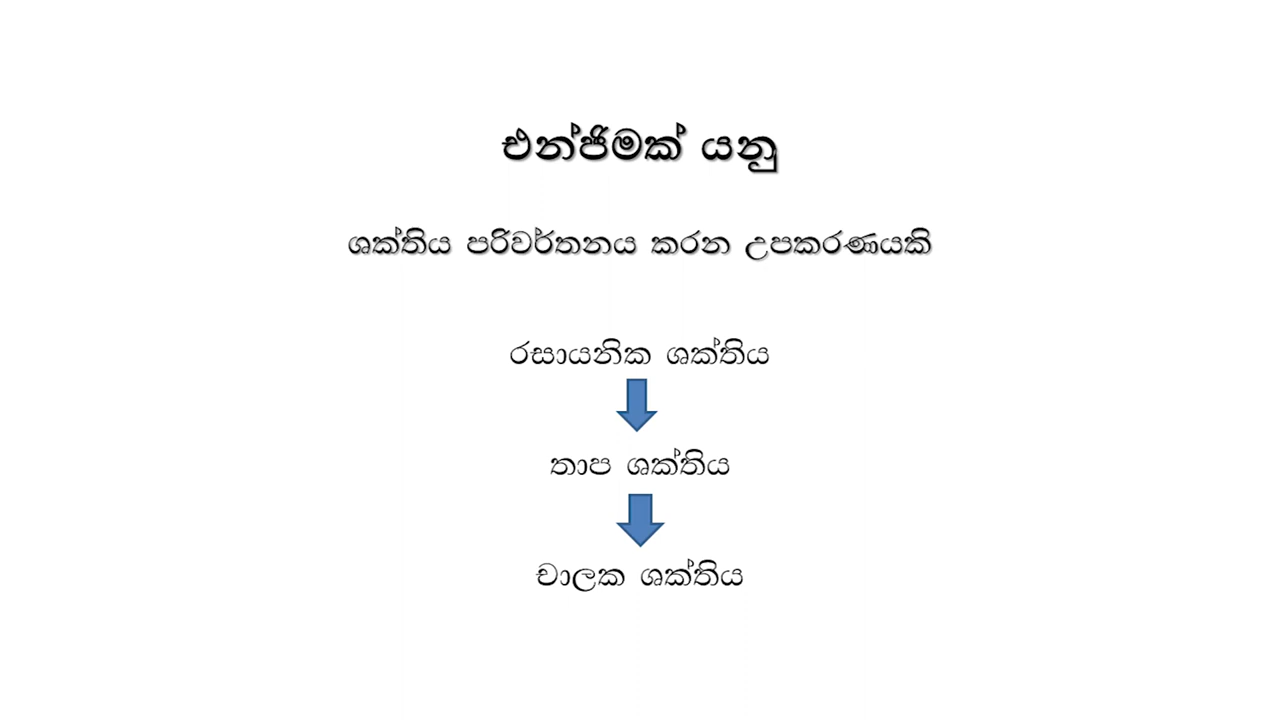 එන්ජිමක් යනු
ශක්තිය පරිවර්තනය කරන උපකරණයකි
රසායනික ශක්තිය
තාප ශක්තිය
චාලක ශක්තිය